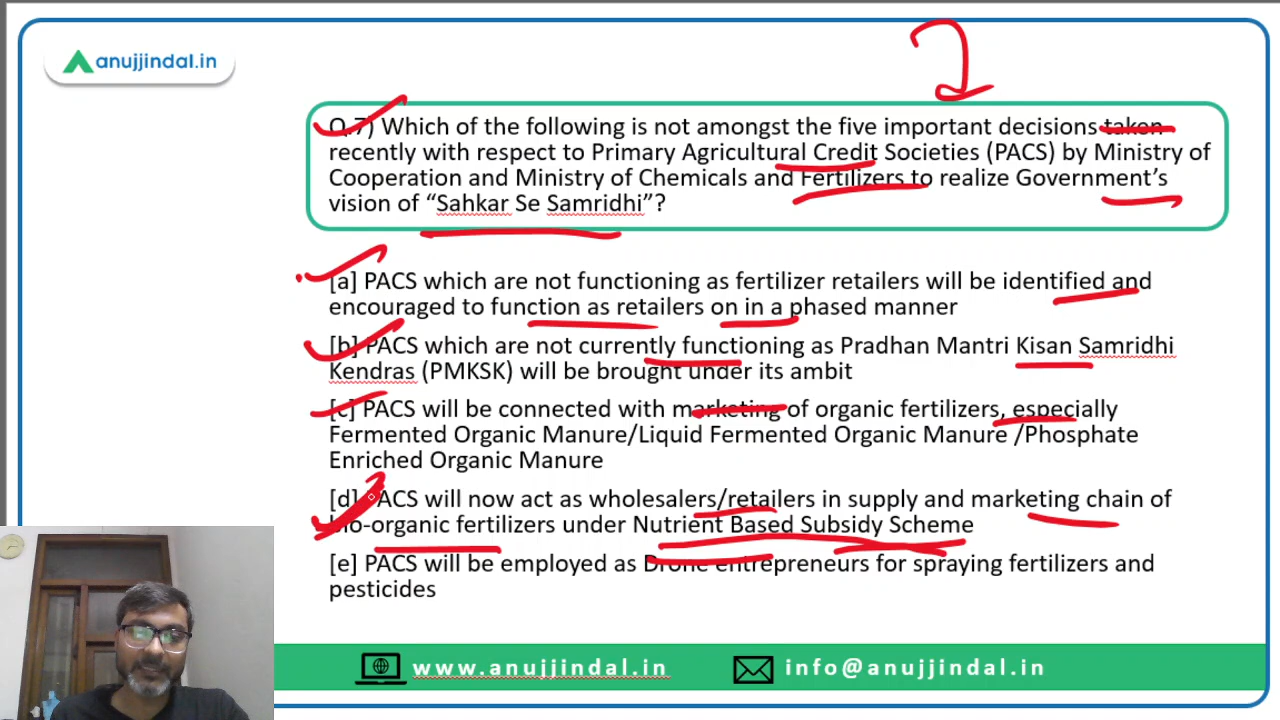 anujjindal.in
Q.7) Which of the following is not amongst the five important decisions taken
recently with respect to Primary Agricultural Credit Societies (PACS) by Ministry of
Cooperation and Ministry of Chemicals and Fertilizers to realize Government's
vision of “Sahkar Se Samridhi”?
[a] PACS which are not functioning as fertilizer retailers will be identified and
encouraged to function as retailers on in a phased manner
[b] PACS which are not currently functioning as Pradhan Mantri Kisan Samridhi
Kendras (PMKSK) will be brought under its ambit
[c] PACS will be connected with marketing of organic fertilizers, especially
Fermented Organic Manure/Liquid Fermented Organic Manure /Phosphate
Enriched Organic Manure
[d] PACS will now act as wholesalers/retailers in supply and marketing chain of
bio-organic fertilizers under Nutrient Based Subsidy Scheme
[e] PACS will be employed as Drone entrepreneurs for spraying fertilizers and
pesticides
www.anujjindal.in info@anujjindal.in